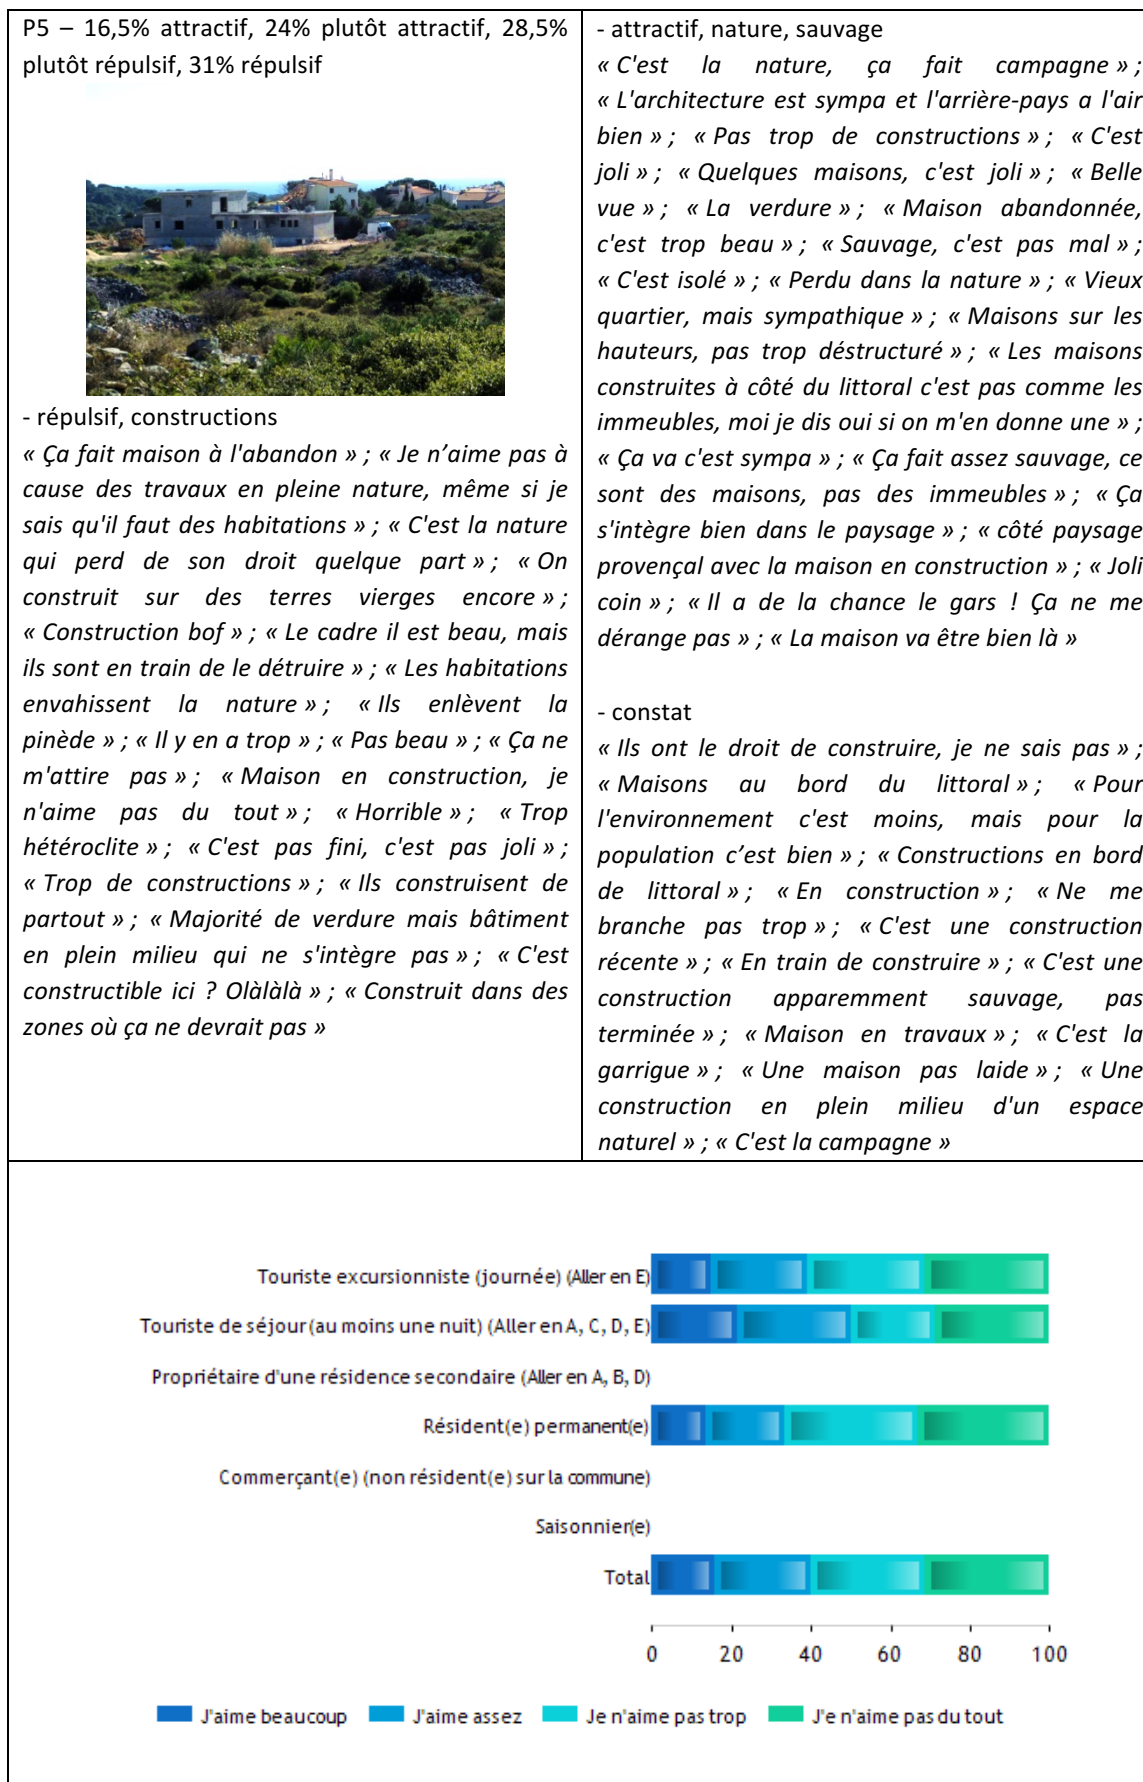 P5 – 16,5% attractif, 24% plutôt attractif, 28,5%
plutôt répulsif, 31% répulsif
- répulsif, constructions
« Ça fait maison à l'abandon » ; « Je n’aime pas à
cause des travaux en pleine nature, même si je
sais qu'il faut des habitations » ; « C'est la nature
qui perd de son droit quelque part » ; « On
construit sur des terres vierges encore » ;
« Construction bof » ; « Le cadre il est beau, mais
ils sont en train de le détruire » ; « Les habitations
envahissent la nature » ; « Ils enlèvent la
pinède » ; « Il y en a trop » ; « Pas beau » ; « Ça ne
m'attire pas » ; « Maison en construction, je
n'aime pas du tout » ; « Horrible » ; « Trop
hétéroclite » ; « C'est pas fini, c'est pas joli » ;
« Trop de constructions » ; « Ils construisent de
partout » ; « Majorité de verdure mais bâtiment
en plein milieu qui ne s'intègre pas » ; « C'est
constructible ici ? Olàlàlà » ; « Construit dans des
zones où ça ne devrait pas »
- attractif, nature, sauvage
« C'est la nature, ça fait campagne » ;
« L'architecture est sympa et l'arrière-pays a l'air
bien » ; « Pas trop de constructions » ; « C'est
joli » ; « Quelques maisons, c'est joli » ; « Belle
vue » ; « La verdure » ; « Maison abandonnée,
c'est trop beau » ; « Sauvage, c'est pas mal » ;
« C'est isolé » ; « Perdu dans la nature » ; « Vieux
quartier, mais sympathique » ; « Maisons sur les
hauteurs, pas trop déstructuré » ; « Les maisons
construites à côté du littoral c'est pas comme les
immeubles, moi je dis oui si on m'en donne une » ;
« Ça va c'est sympa » ; « Ça fait assez sauvage, ce
sont des maisons, pas des immeubles » ; « Ça
s'intègre bien dans le paysage » ; « côté paysage
provençal avec la maison en construction » ; « Joli
coin » ; « Il a de la chance le gars ! Ça ne me
dérange pas » ; « La maison va être bien là »
- constat
« Ils ont le droit de construire, je ne sais pas » ;
« Maisons au bord du littoral » ; « Pour
l'environnement c'est moins, mais pour la
population c’est bien » ; « Constructions en bord
de littoral » ; « En construction » ; « Ne me
branche pas trop » ; « C'est une construction
récente » ; « En train de construire » ; « C'est une
construction apparemment sauvage, pas
terminée » ; « Maison en travaux » ; « C'est la
garrigue » ; « Une maison pas laide » ; « Une
construction en plein milieu d'un espace
naturel » ; « C'est la campagne »
Touriste excursionniste (journée) (Aller en E)
Touriste de séjour (au moins une nuit) (Aller en A, C, D, E)
Propriétaire d'une résidence secondaire (Aller en A, B, D)
Résident(e) permanent(e)
Commerçant(e) (non résident(e) sur la commune)
Saisonnier(e)
Total
0 20 40 60 80 100
J'aime beaucoup J'aime assez Je n'aime pas trop J'e n'aime pas du tout